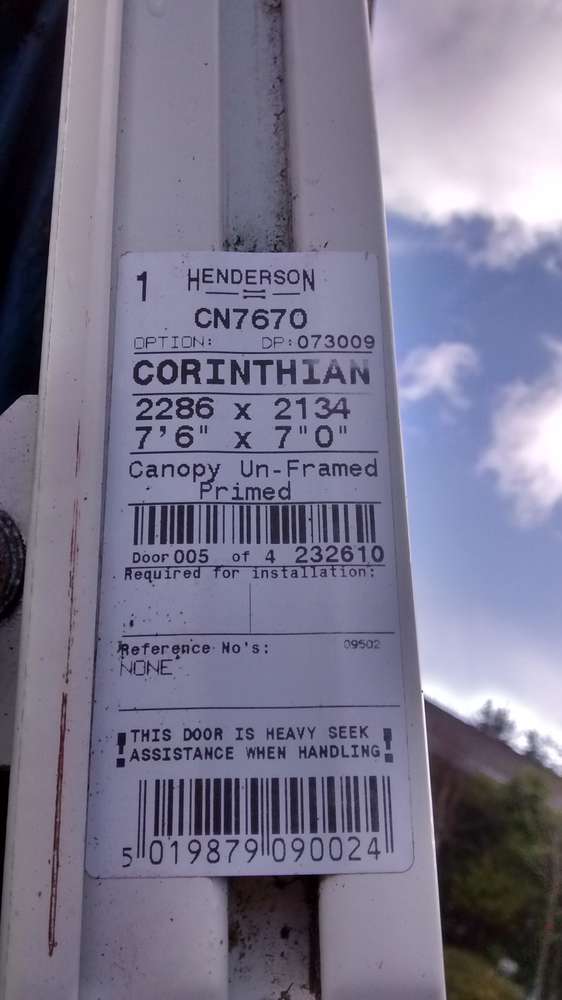 1 HENDERSON
CN7670
OPTION: DP:073009
CORINTHIAN
2286 x 2134
7'6" x 7"0"
Canopy Un-Framed
Primed
Door 005 of 4 232610
Required for installation:
Reference No's: 09502
NONE
! THIS DOOR IS HEAVY SEEK !
ASSISTANCE WHEN HANDLING
5 019879 090024